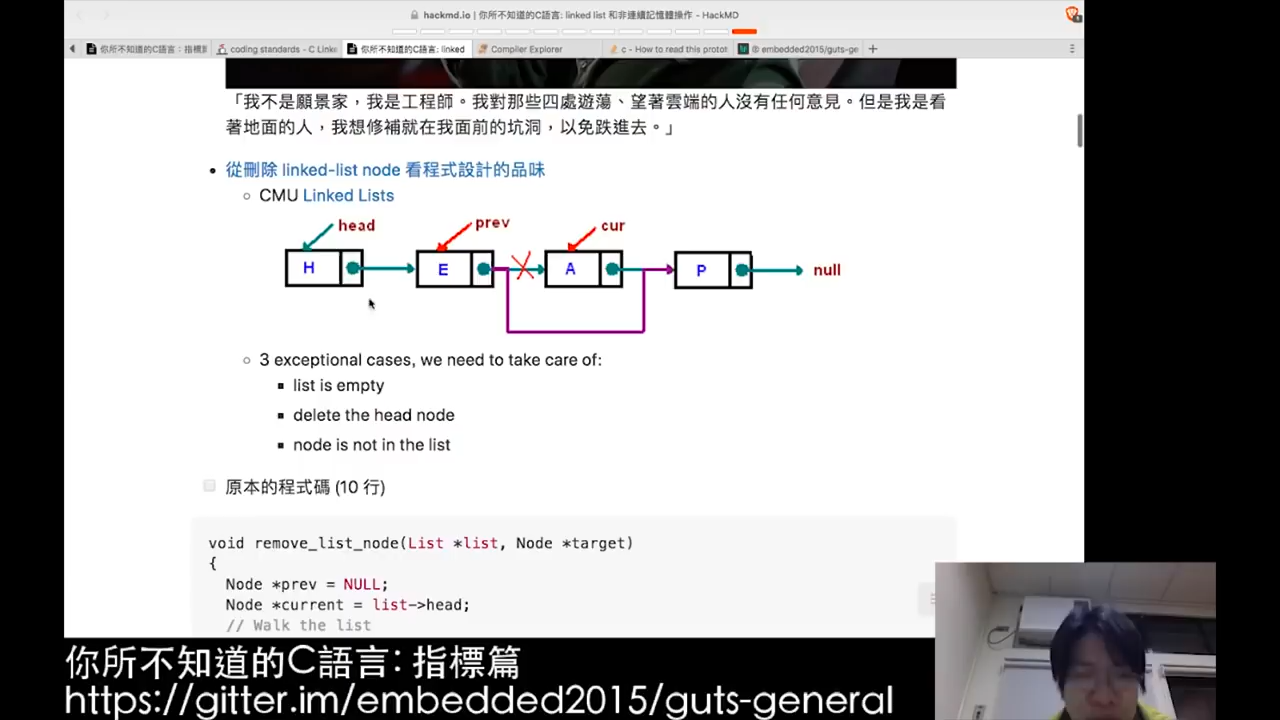 hackmd.io | 你所不知道的C語言: linked list 和非連續記憶體操作 - HackMD
你所不知道的C語言：指標
coding standards - C Linke
你所不知道的C語言: linked
Compiler Explorer
c - How to read this protot
embedded2015/guts-ge
「我不是願景家，我是工程師。我對那些四處遊蕩、望著雲端的人沒有任何意見。但是我是看
著地面的人，我想修補就在我面前的坑洞，以免跌進去。」
從刪除 linked-list node 看程式設計的品味
CMU Linked Lists
head prev cur
H E A P null
3 exceptional cases, we need to take care of:
list is empty
delete the head node
node is not in the list
原本的程式碼 (10 行)
void remove_list_node(List *list, Node *target)
{
Node *prev = NULL;
Node *current = list->head;
// Walk the list
你所不知道的C語言: 指標篇
https://gitter.im/embedded2015/guts-general